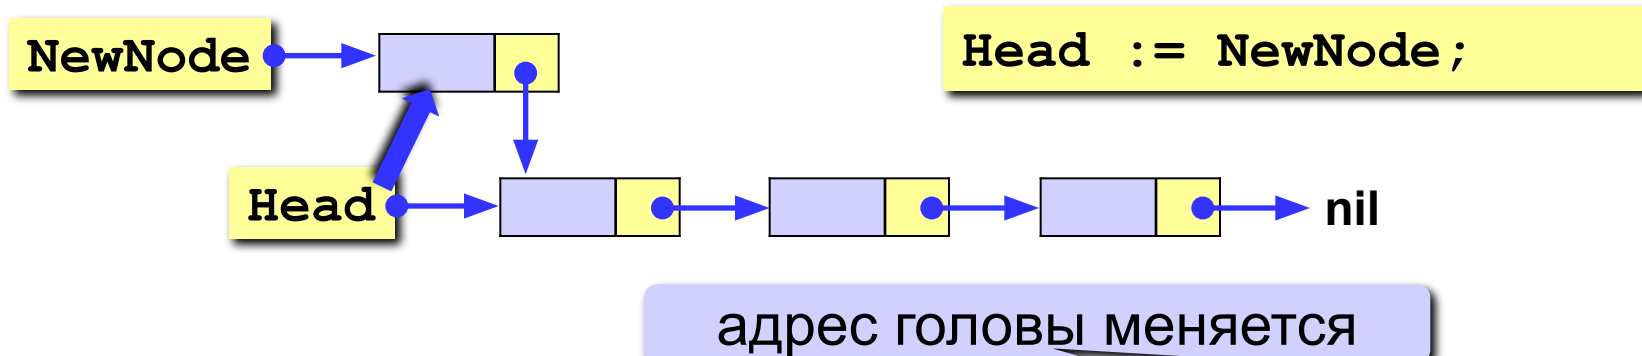 NewNode
Head := NewNode;
Head
nil
адрес головы меняется